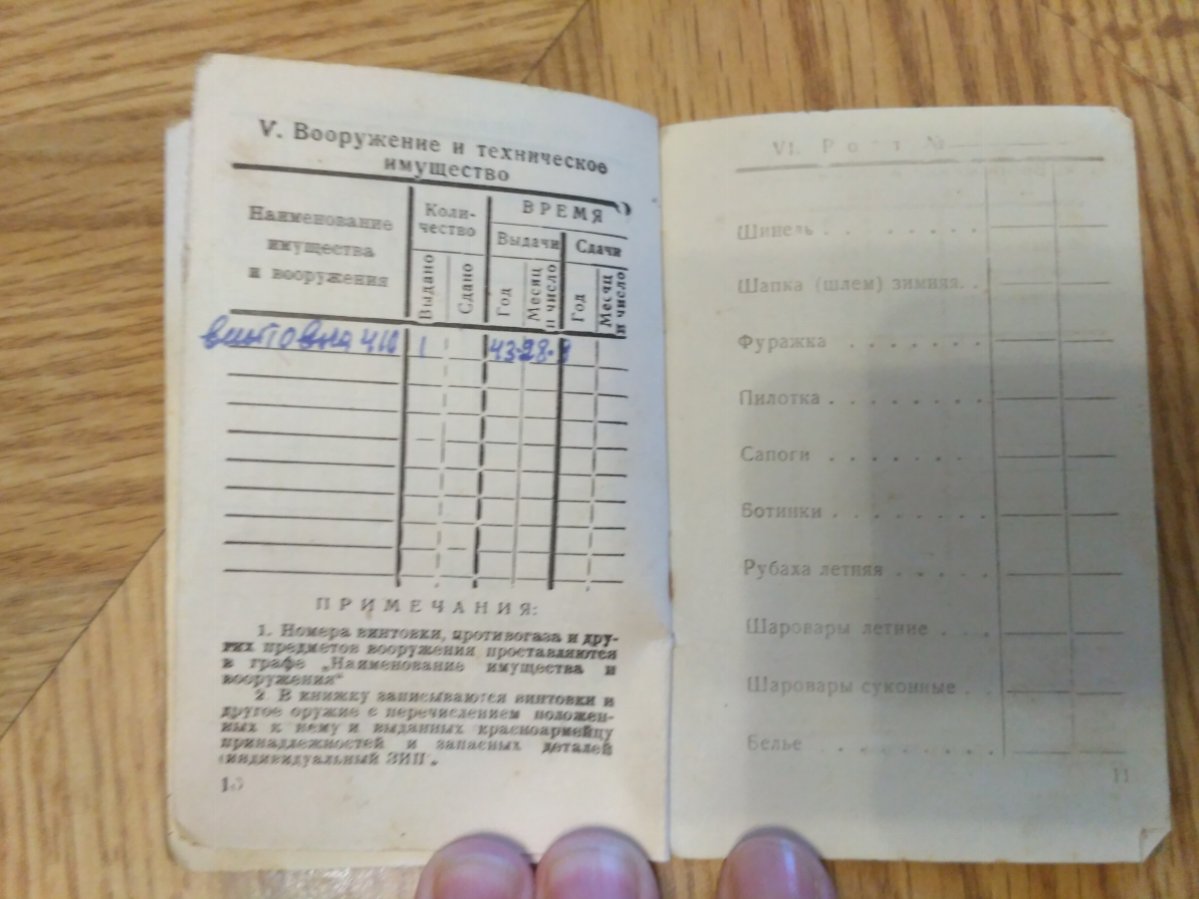 V. Вооружение и техническое
имущество
Наименование
имущества
и вооружения
Коли-
чество
ВРЕМЯ
Выдачи
Сдачи
Выдано
Сдано
Год
Месяц
и число
Год
Месяц
и число
винтовка 1 43 28
ПРИМЕЧАНИЯ:
1. Номера винтовки, противогаза и дру-
гих предметов вооружения проставляются
в графе „Наименование имущества и
вооружения"
2. В книжку записываются винтовки и
другое оружие с перечислением положен-
ных к нему и выданных красноармейцу
принадлежностей и запасных деталей
(индивидуальный ЗИП).
10
VI. Рост №
Шинель . . . . . . . .
Шапка (шлем) зимняя. .
Фуражка . . . . . . .
Пилотка . . . . . . . .
Сапоги . . . . . . .
Ботинки . . . . . . . .
Рубаха летняя . . . . .
Шаровары летние . . .
Шаровары суконные . .
Белье . . . . . . . . .
11